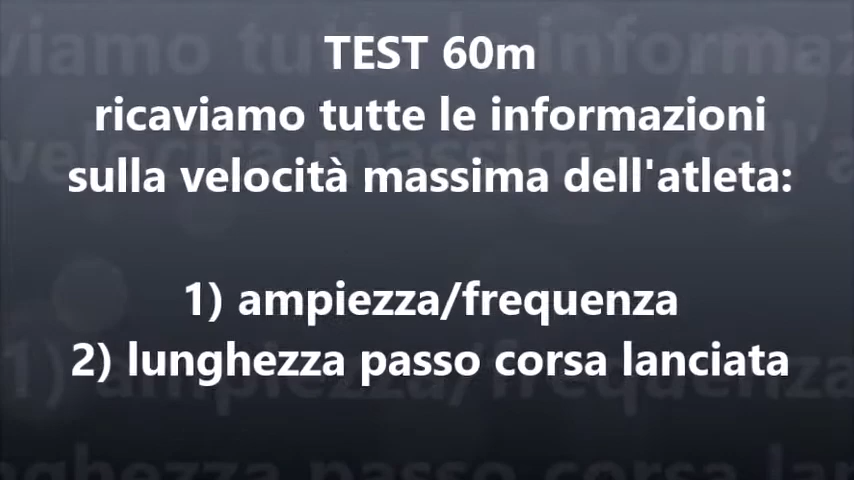 TEST 60m
ricaviamo tutte le informazioni
sulla velocità massima dell'atleta:
1) ampiezza/frequenza
2) lunghezza passo corsa lanciata